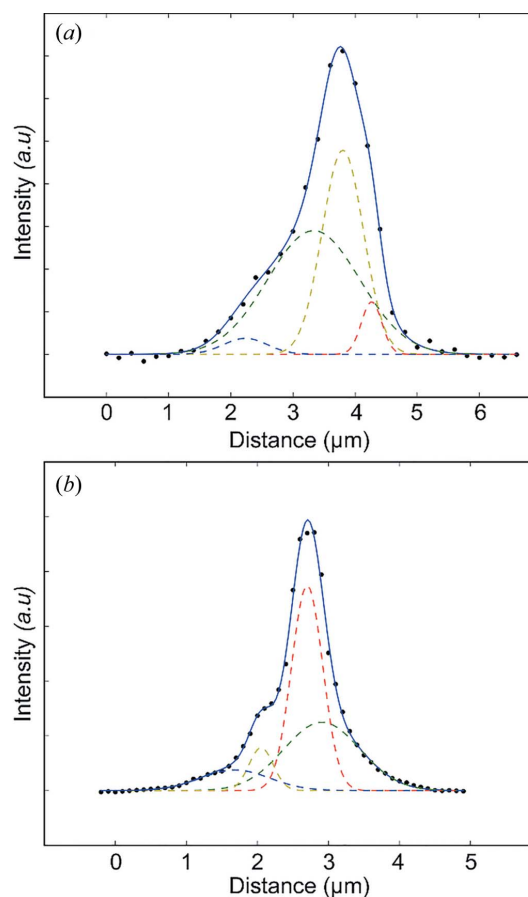 (a)
Intensity (a.u)
0 1 2 3 4 5 6
Distance (μm)
(b)
Intensity (a.u)
0 1 2 3 4 5
Distance (μm)